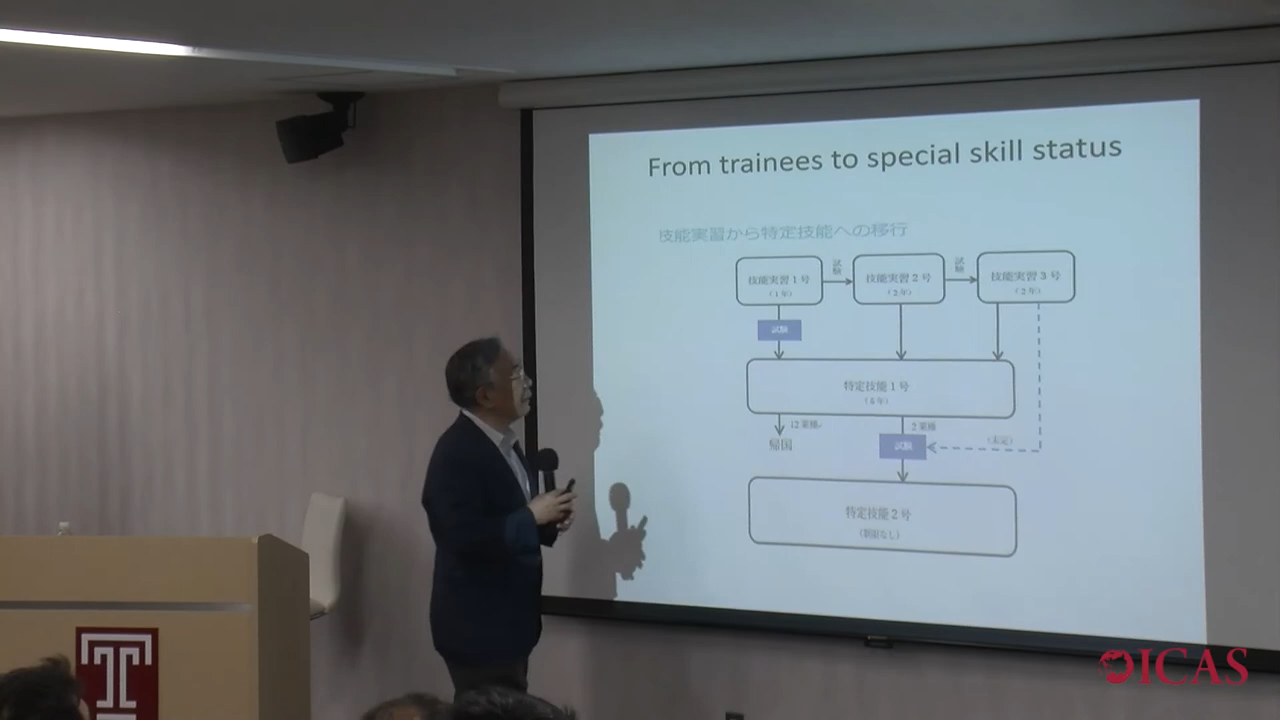 From trainees to special skill status
技能実習から特定技能への移行
技能実習1号
(1年)
試験
技能実習2号
(2年)
試験
技能実習3号
(2年)
試験
特定技能1号
(5年)
12業種
帰国
2業種
試験
(未定)
特定技能2号
(制限なし)
T
ICAS